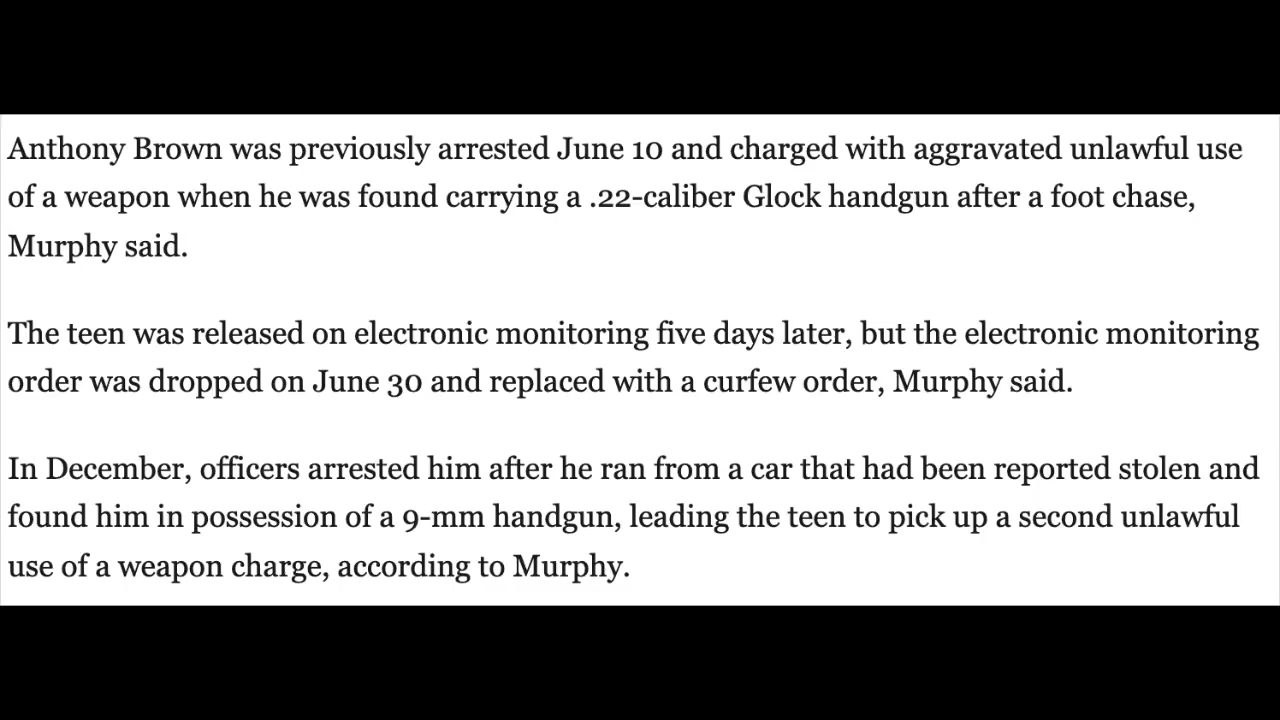 Anthony Brown was previously arrested June 10 and charged with aggravated unlawful use
of a weapon when he was found carrying a .22-caliber Glock handgun after a foot chase,
Murphy said.
The teen was released on electronic monitoring five days later, but the electronic monitoring
order was dropped on June 30 and replaced with a curfew order, Murphy said.
In December, officers arrested him after he ran from a car that had been reported stolen and
found him in possession of a 9-mm handgun, leading the teen to pick up a second unlawful
use of a weapon charge, according to Murphy.